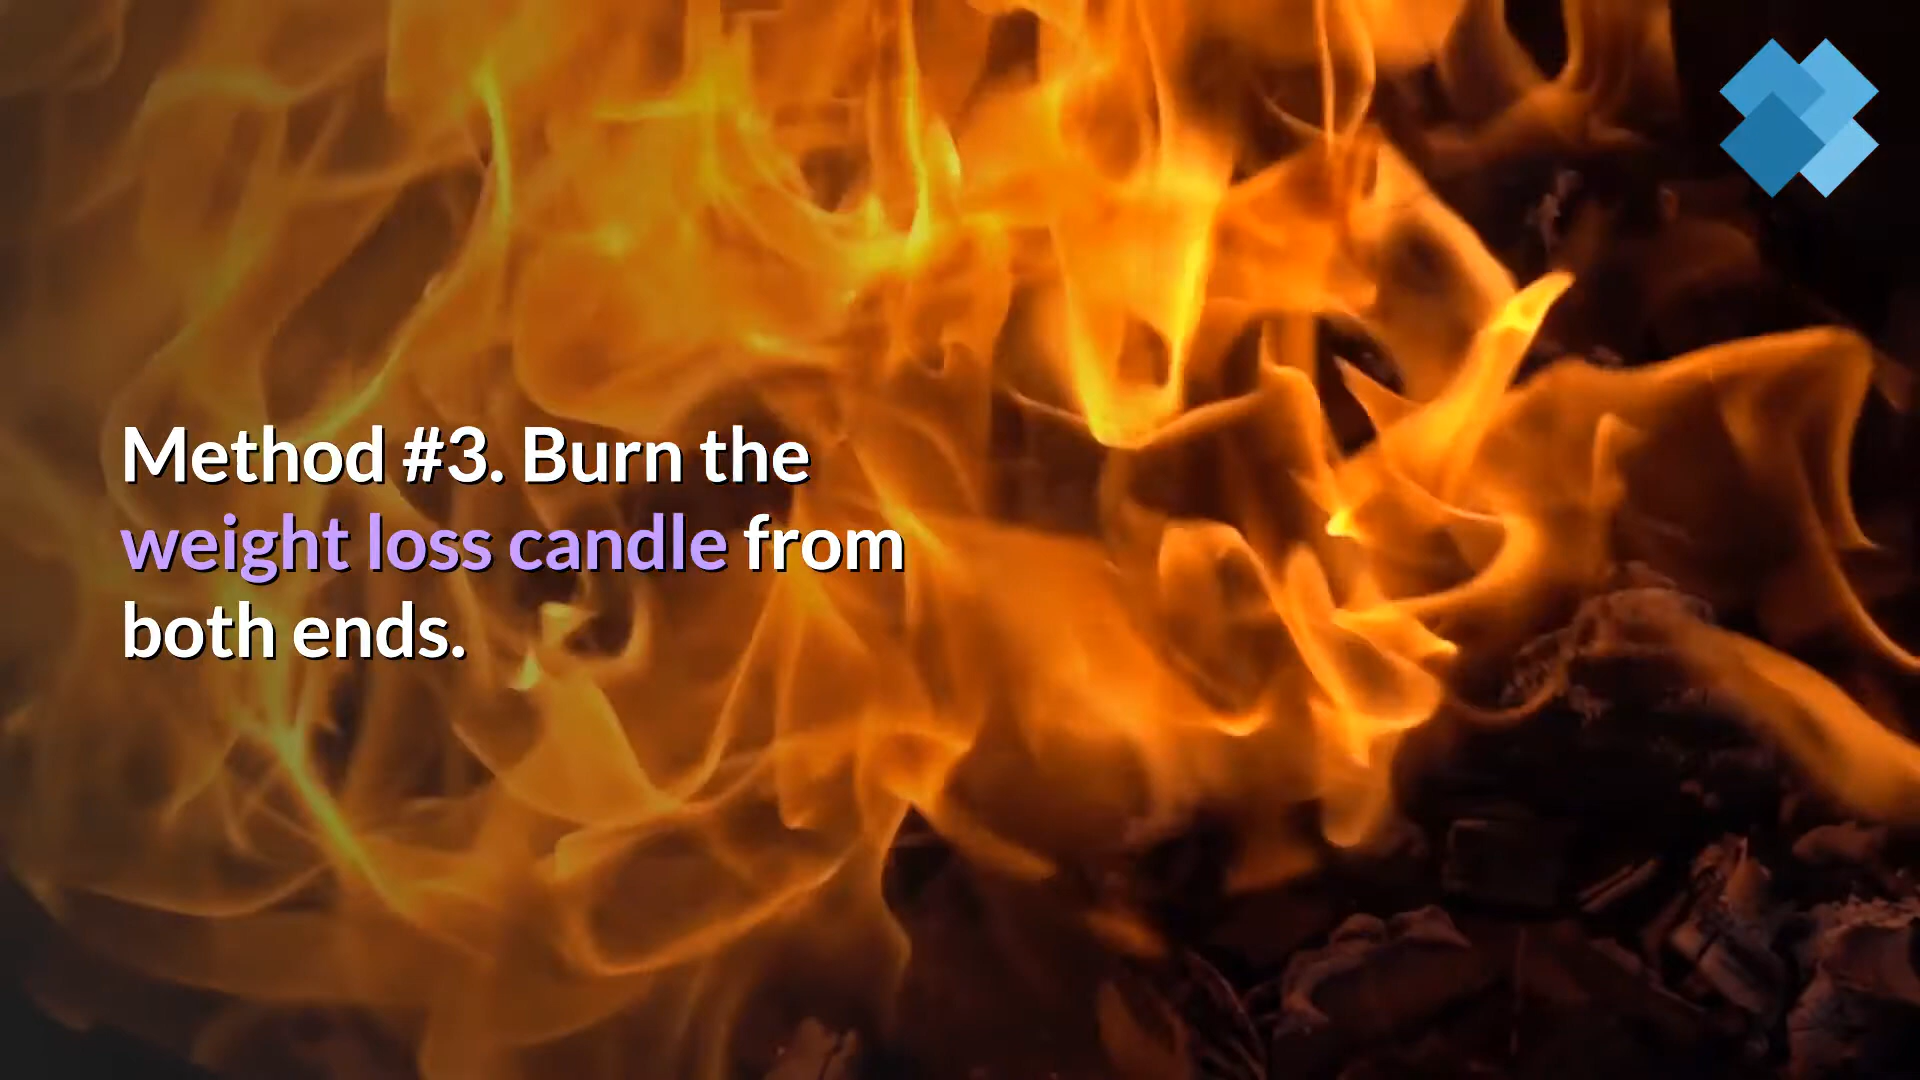 Method #3. Burn the
weight loss candle from
both ends.